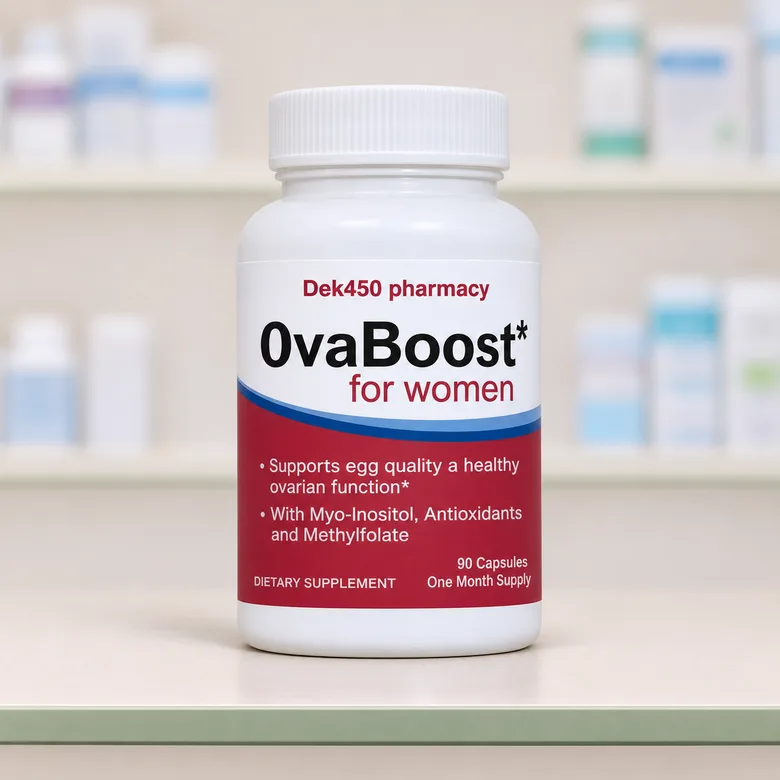 Dek450 pharmacy
OvaBoost*
for women
• Supports egg quality a healthy
ovarian function*
• With Myo-Inositol, Antioxidants
and Methylfolate
90 Capsules
DIETARY SUPPLEMENT
One Month Supply